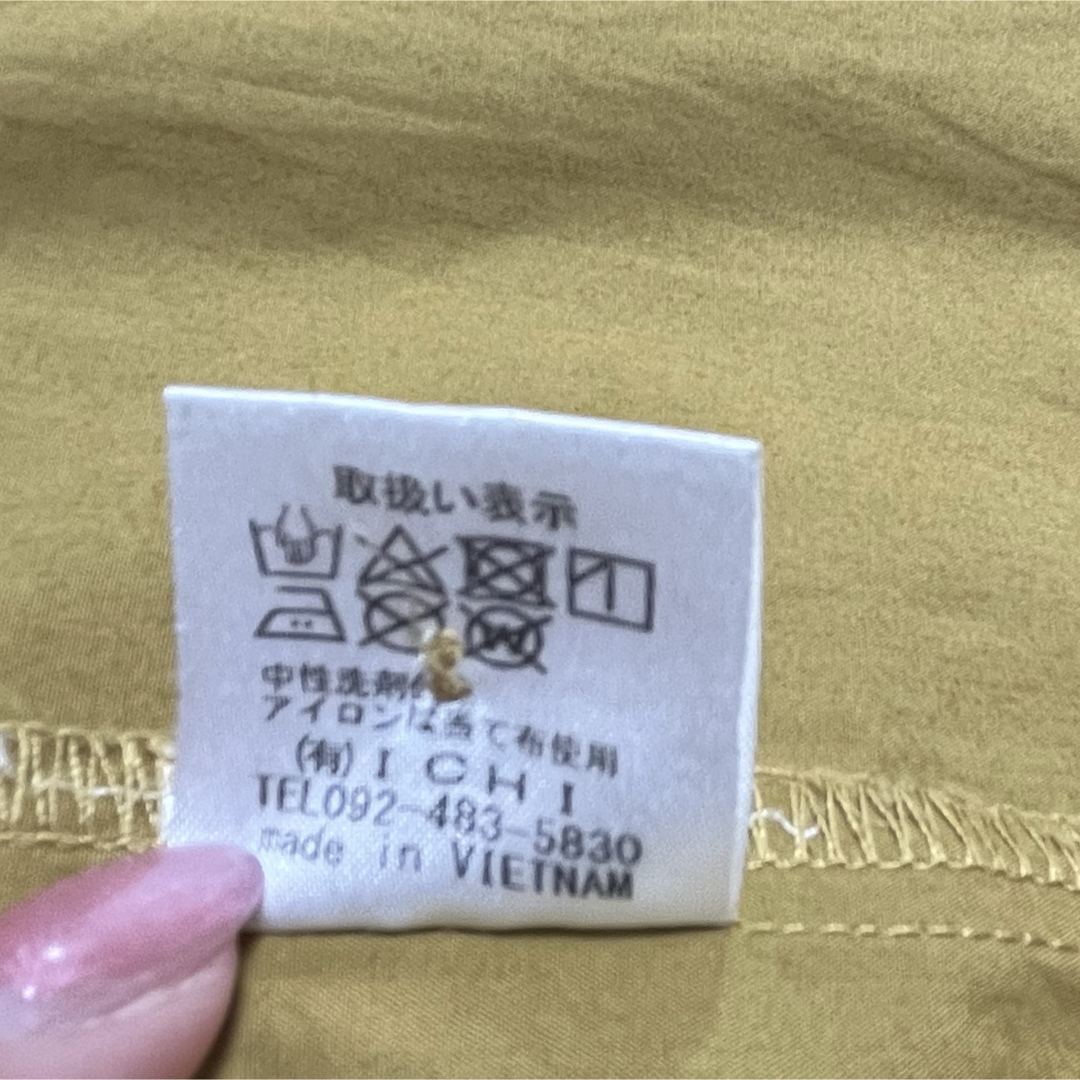 取扱い表示
W
中性洗剤
アイロンは当て布使用
(有) I C H I
TEL092-483-5830
made in VIETNAM